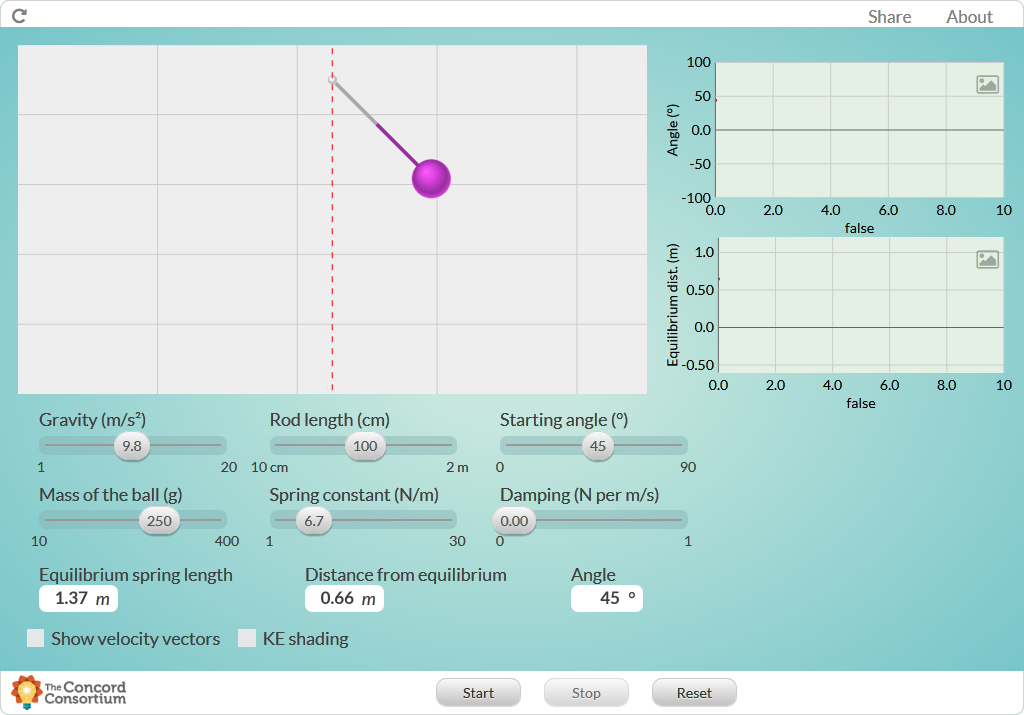 Share About
100
50
0.0
-50
-100
Angle (º)
0.0 2.0 4.0 6.0 8.0 10
false
1.0
0.50
0.0
-0.50
Equilibrium dist. (m)
0.0 2.0 4.0 6.0 8.0 10
false
Gravity (m/s²) Rod length (cm) Starting angle (º)
9.8 100 45
1 20 10 cm 2 m 0 90
Mass of the ball (g) Spring constant (N/m) Damping (N per m/s)
250 6.7 0.00
10 400 1 30 0 1
Equilibrium spring length Distance from equilibrium Angle
1.37 m 0.66 m 45 º
Show velocity vectors KE shading
The Concord
Consortium
Start Stop Reset